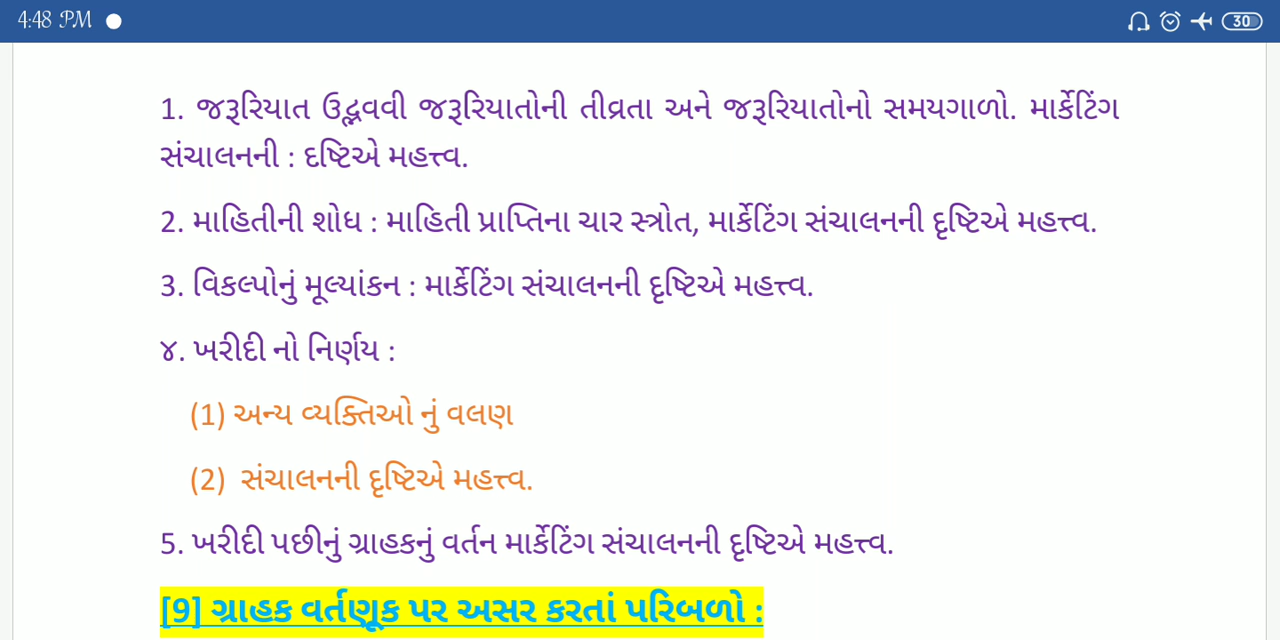 4:48 PM
30
1. જરૂરિયાત ઉદ્ભવવી જરૂરિયાતોની તીવ્રતા અને જરૂરિયાતોનો સમયગાળો. માર્કેટિંગ
સંચાલનની : દષ્ટિએ મહત્ત્વ.
2. માહિતીની શોધ : માહિતી પ્રાપ્તિના ચાર સ્ત્રોત, માર્કેટિંગ સંચાલનની દૃષ્ટિએ મહત્ત્વ.
3. વિકલ્પોનું મૂલ્યાંકન : માર્કેટિંગ સંચાલનની દૃષ્ટિએ મહત્ત્વ.
૪. ખરીદી નો નિર્ણય :
(1) અન્ય વ્યક્તિઓ નું વલણ
(2) સંચાલનની દૃષ્ટિએ મહત્ત્વ.
5. ખરીદી પછીનું ગ્રાહકનું વર્તન માર્કેટિંગ સંચાલનની દૃષ્ટિએ મહત્ત્વ.
[9] ગ્રાહક વર્તણૂક પર અસર કરતાં પરિબળો :